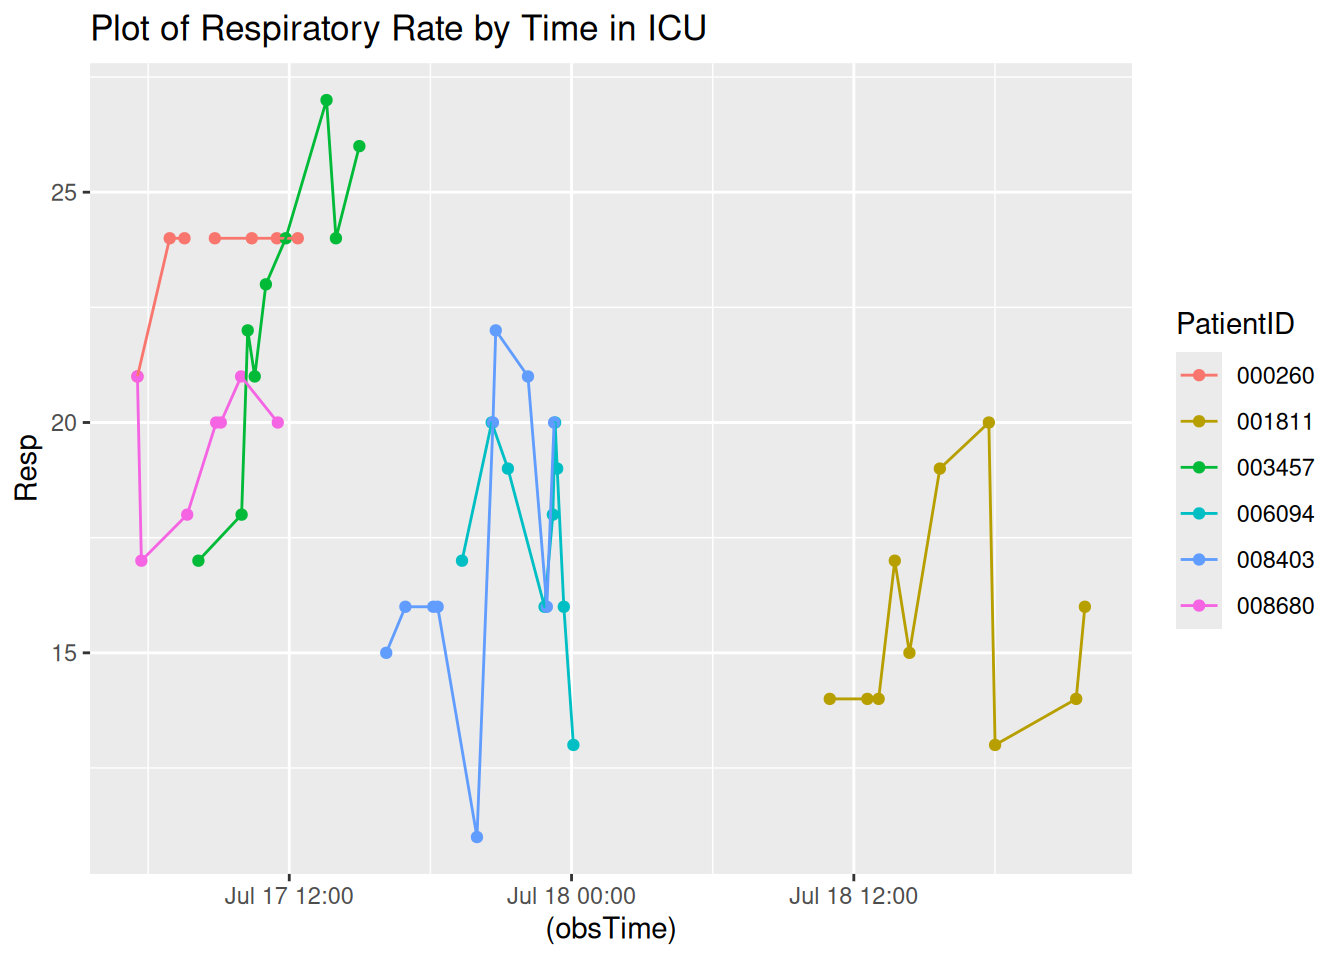 Plot of Respiratory Rate by Time in ICU
Resp
25
20
15
Jul 17 12:00
Jul 18 00:00
Jul 18 12:00
(obsTime)
PatientID
000260
001811
003457
006094
008403
008680